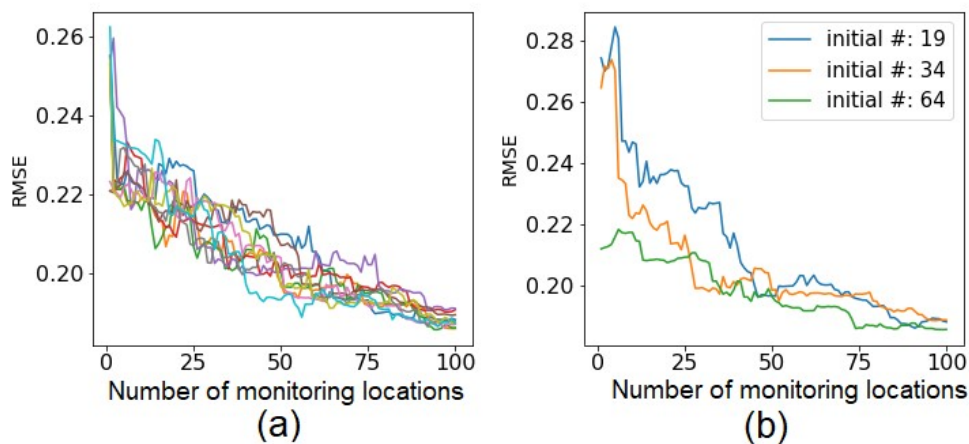 0.26
0.24
0.22
0.20
RMSE
0 25 50 75 100
Number of monitoring locations
(a)
0.28
0.26
0.24
0.22
0.20
RMSE
initial #: 19
initial #: 34
initial #: 64
0 25 50 75 100
Number of monitoring locations
(b)